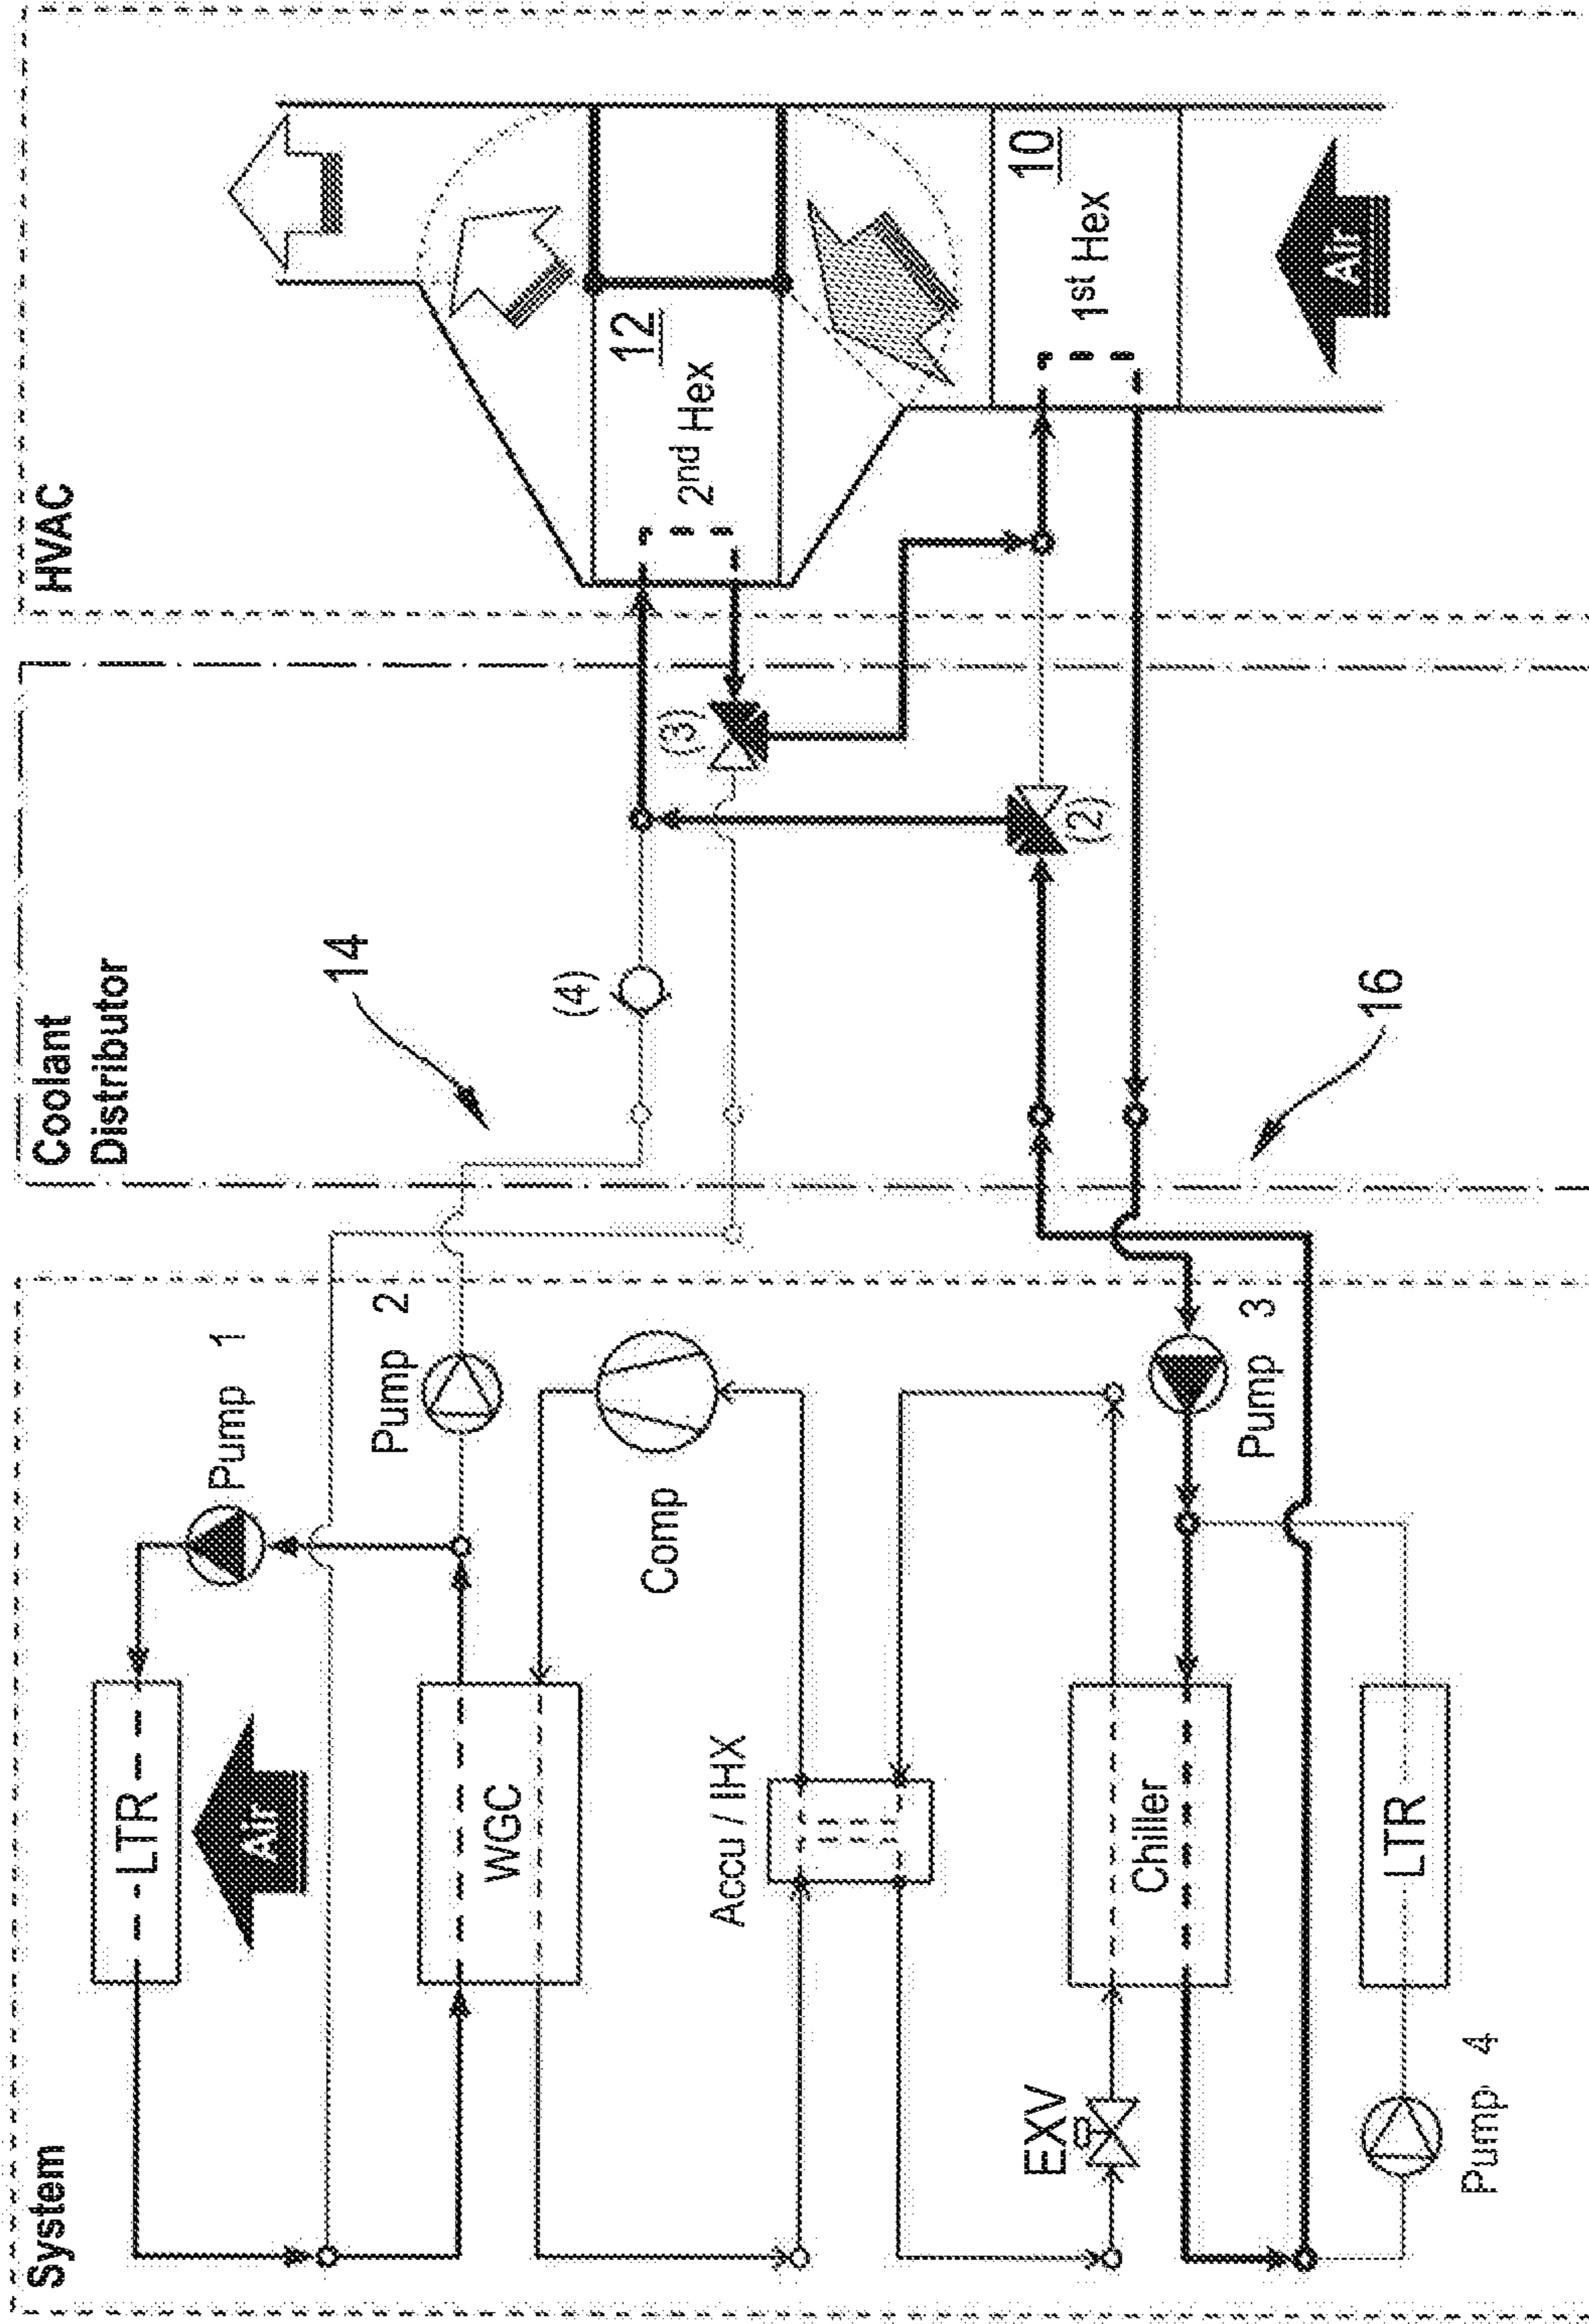 System
LTR
Air
Pump 1
WGC
Pump 2
Comp
Accu / IHX
EXV
Chiller
Pump 3
LTR
Pump 4
Coolant
Distributor
14
(4)
(3)
(2)
16
HVAC
12
2nd Hex
10
1st Hex
Air